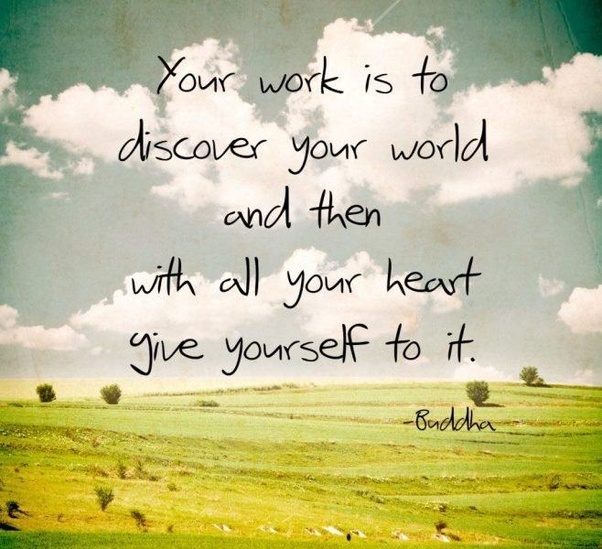 Your work is to
discover your world
and then
with all your heart
give yourself to it.
-Buddha